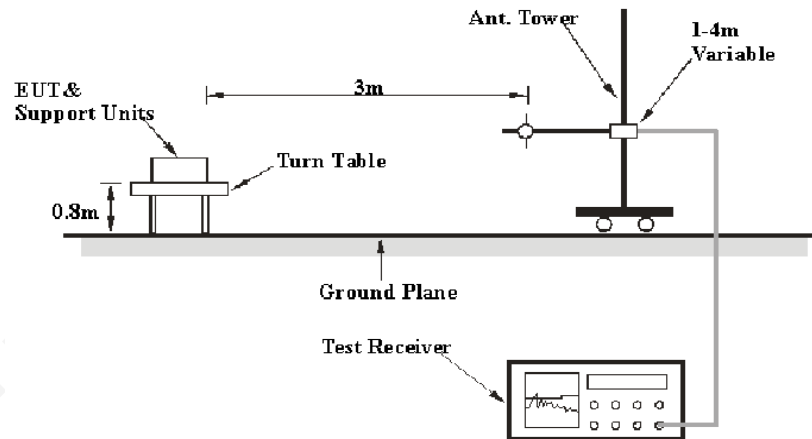 Ant. Tower
1-4m
Variable
EUT&
Support Units
3m
Turn Table
0.8m
Ground Plane
Test Receiver